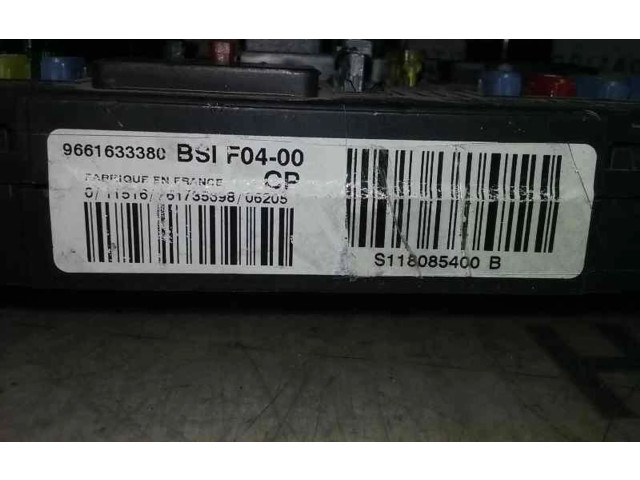 9661633380 BSI F04-00
FABRIQUE EN FRANCE CP
S118085400 B